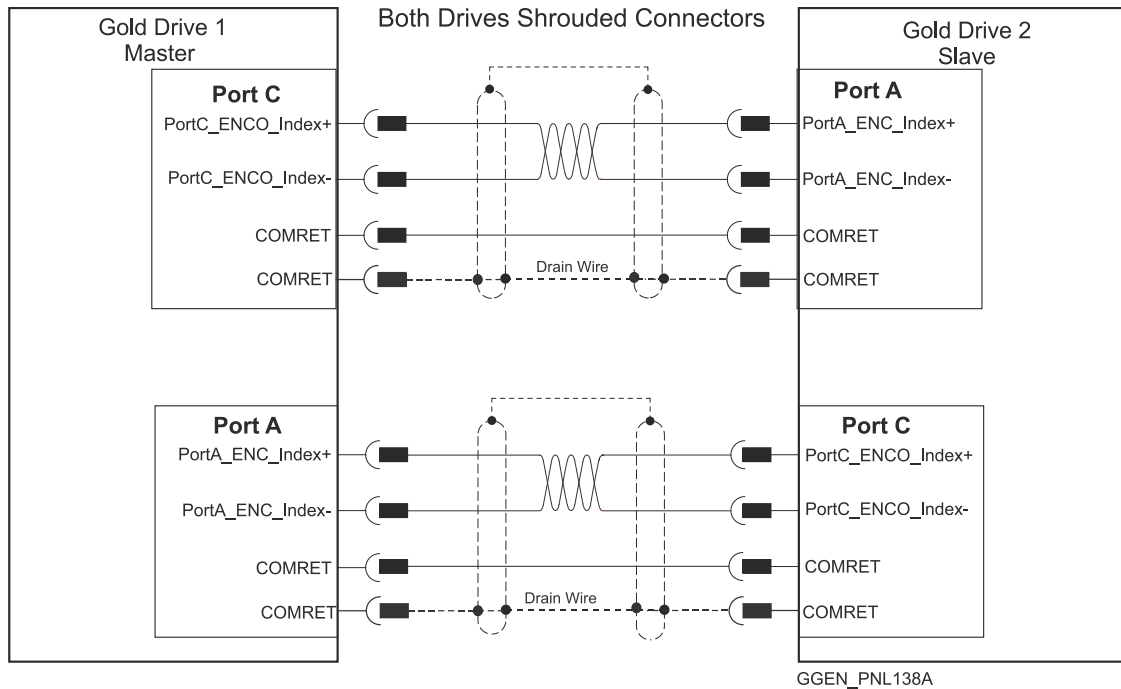 Both Drives Shrouded Connectors
Gold Drive 1
Master
Gold Drive 2
Slave
Port C
PortC_ENCO_Index+
PortC_ENCO_Index-
COMRET
COMRET
Drain Wire
Port A
PortA_ENC_Index+
PortA_ENC_Index-
COMRET
COMRET
Port A
PortA_ENC_Index+
PortA_ENC_Index-
COMRET
COMRET
Drain Wire
Port C
PortC_ENCO_Index+
PortC_ENCO_Index-
COMRET
COMRET
GGEN_PNL138A